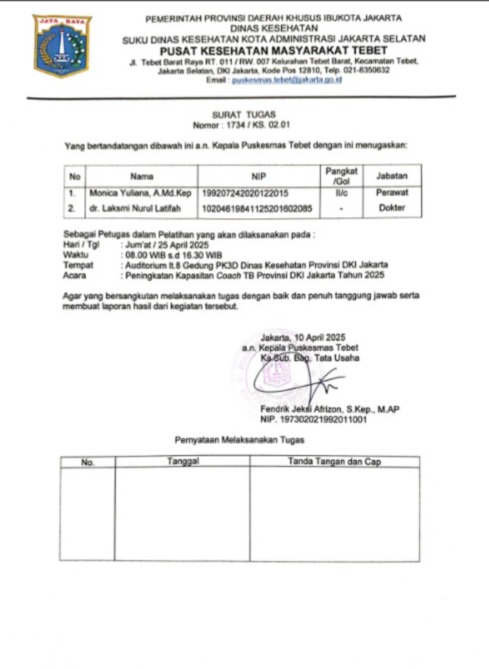 JAYA RAYA
PEMERINTAH PROVINSI DAERAH KHUSUS IBUKOTA JAKARTA
DINAS KESEHATAN
SUKU DINAS KESEHATAN KOTA ADMINISTRASI JAKARTA SELATAN
PUSAT KESEHATAN MASYARAKAT TEBET
Jl. Tebet Barat Raya RT. 011 / RW. 007 Kelurahan Tebet Barat, Kecamatan Tebet,
Jakarta Selatan, DKI Jakarta, Kode Pos 12810, Telp. 021-8350632
Email : puskesmas.tebet@jakarta.go.id
SURAT TUGAS
Nomor : 1734 / KS. 02.01
Yang bertandatangan dibawah ini a.n. Kepala Puskesmas Tebet dengan ini menugaskan:
No Nama NIP Pangkat /Gol Jabatan
1. Monica Yuliana, A.Md.Kep 199207242020122015 II/c Perawat
2. dr. Laksmi Nurul Latifah 10204619841125201602085 - Dokter
Sebagai Petugas dalam Pelatihan yang akan dilaksanakan pada :
Hari / Tgl : Jum'at / 25 April 2025
Waktu : 08.00 WIB s.d 16.30 WIB
Tempat : Auditorium lt.8 Gedung PK3D Dinas Kesehatan Provinsi DKI Jakarta
Acara : Peningkatan Kapasitan Coach TB Provinsi DKI Jakarta Tahun 2025
Agar yang bersangkutan melaksanakan tugas dengan baik dan penuh tanggung jawab serta
membuat laporan hasil dari kegiatan tersebut.
Jakarta, 10 April 2025
a.n. Kepala Puskesmas Tebet
Ka.Sub. Bag. Tata Usaha
Fendrik Jeksi Afrizon, S.Kep., M.AP
NIP. 197302021992011001
Pernyataan Melaksanakan Tugas
No. Tanggal Tanda Tangan dan Cap